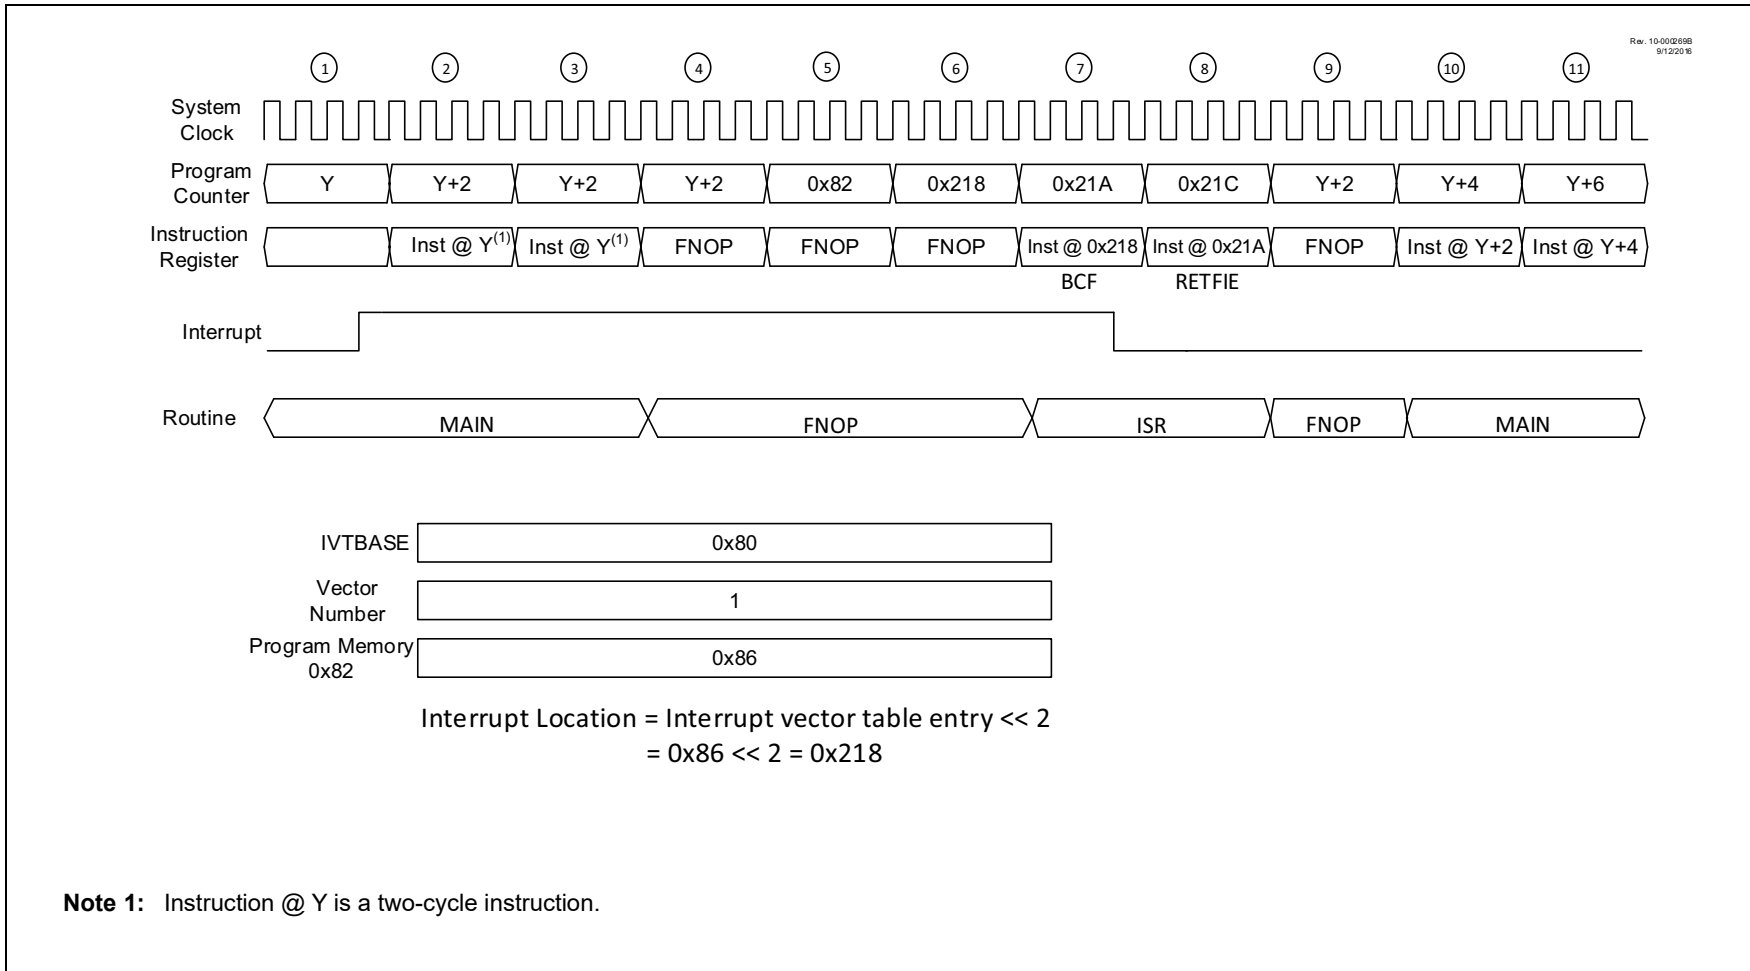 Rev. 10-000269B
9/12/2016
1 2 3 4 5 6 7 8 9 10 11
System
Clock
Program
Counter
Y Y+2 Y+2 Y+2 0x82 0x218 0x21A 0x21C Y+2 Y+4 Y+6
Instruction
Register
Inst @ Y(1) Inst @ Y(1) FNOP FNOP FNOP Inst @ 0x218 Inst @ 0x21A FNOP Inst @ Y+2 Inst @ Y+4
BCF RETFIE
Interrupt
Routine MAIN FNOP ISR FNOP MAIN
IVTBASE 0x80
Vector
Number
1
Program Memory
0x82
0x86
Interrupt Location = Interrupt vector table entry << 2
= 0x86 << 2 = 0x218
Note 1: Instruction @ Y is a two-cycle instruction.